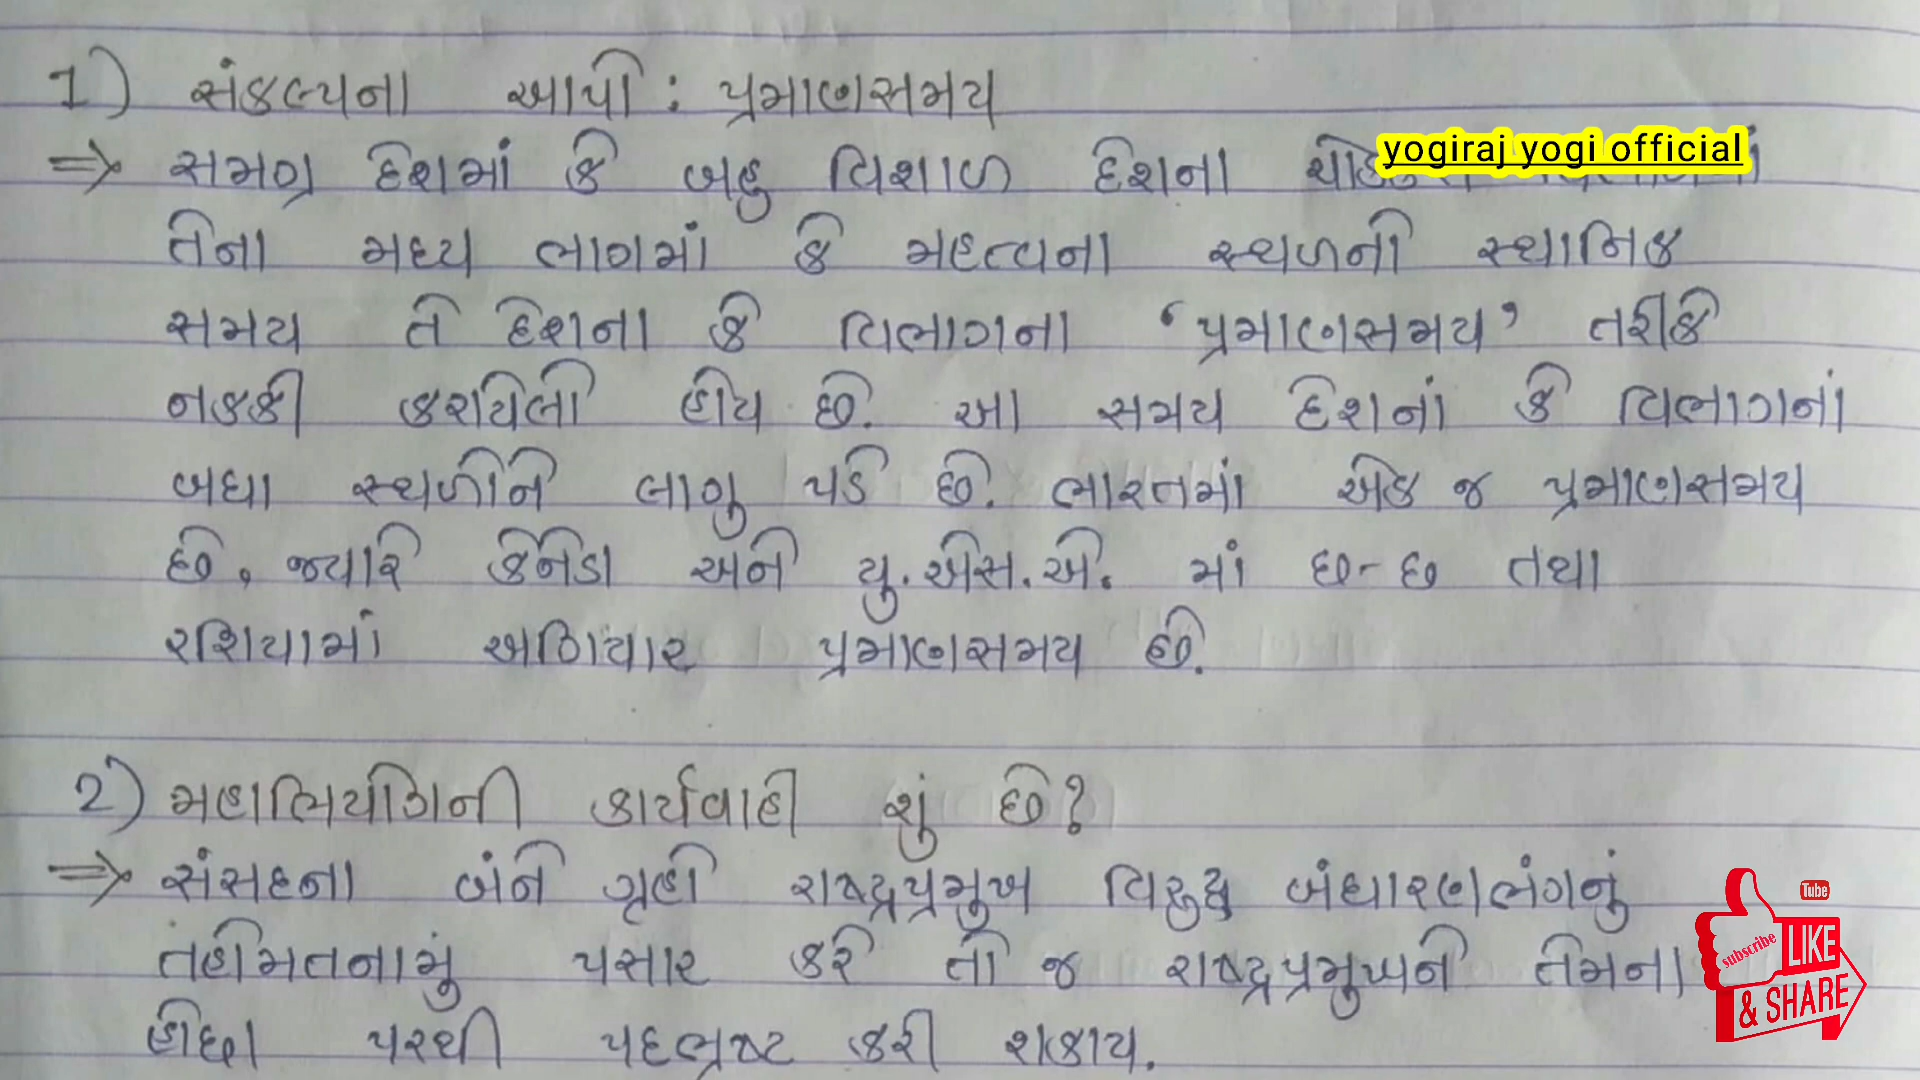 1) સંકલ્પના આપો : પ્રમાણસમય
⇒ સમગ્ર દેશમાં કે બહુ વિશાળ દેશના
yogiraj yogi official
તેના મધ્ય ભાગમાં કે મહત્વના સ્થળનો સ્થાનિક
સમય તે દેશના કે વિભાગના ‘પ્રમાણસમય’ તરીકે
નક્કી કરાયેલો હોય છે. આ સમય દેશનાં કે વિભાગનાં
બધા સ્થળોને લાગુ પડે છે. ભારતમાં એક જ પ્રમાણસમય
છે, જ્યારે કેનેડા અને યુ.એસ.એ. માં છ-છ તથા
રશિયામાં અગિયાર પ્રમાણસમય છે.
2) મહાભિયોગની કાર્યવાહી શું છે?
⇒ સંસદના બંને ગૃહો રાષ્ટ્રપ્રમુખ વિરુદ્ધ બંધારણભંગનું
તહોમતનામું પસાર કરે તો જ રાષ્ટ્રપ્રમુખને તેમના
હોદ્દા પરથી પદભ્રષ્ટ કરી શકાય.
Tube
subscribe LIKE
& SHARE